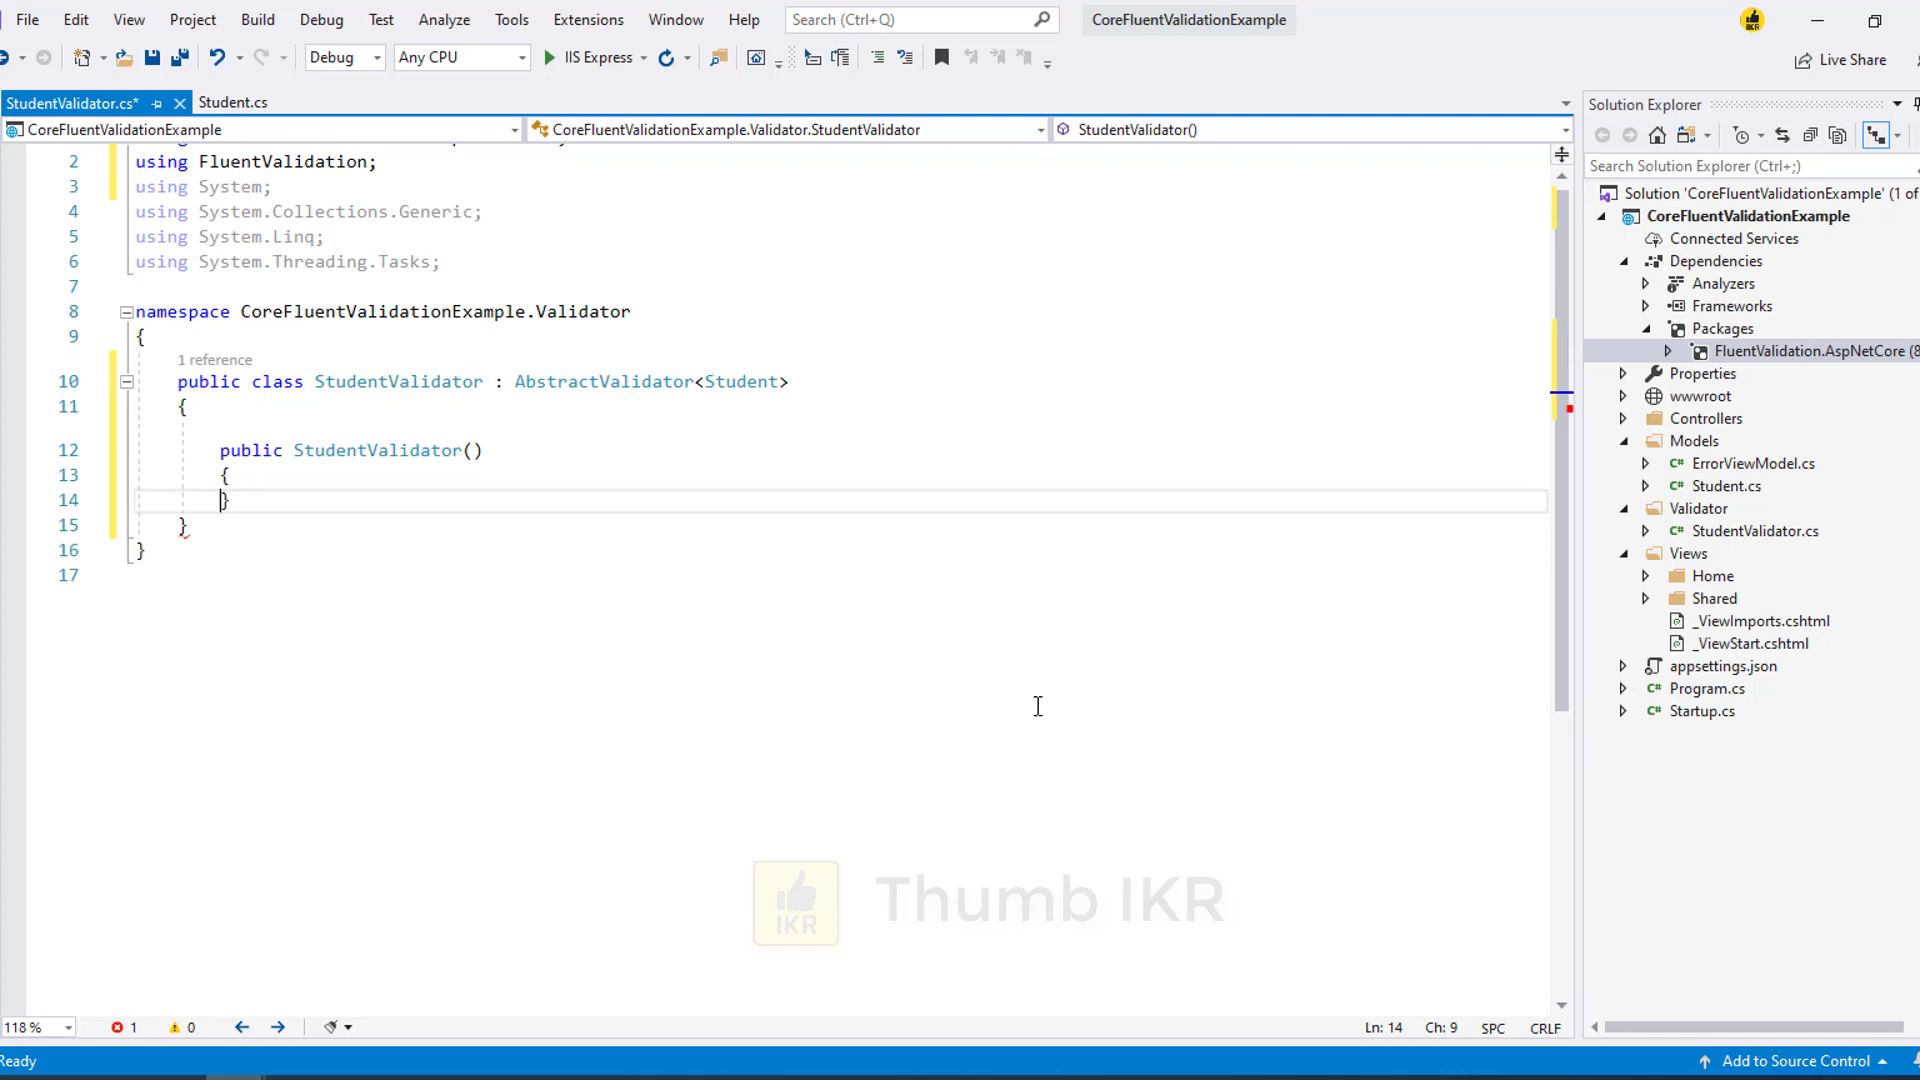 File Edit View Project Build Debug Test Analyze Tools Extensions Window Help Search (Ctrl+Q) CoreFluentValidationExample
Debug Any CPU IIS Express Live Share
StudentValidator.cs* Student.cs
CoreFluentValidationExample CoreFluentValidationExample.Validator.StudentValidator StudentValidator()
2 using FluentValidation;
3 using System;
4 using System.Collections.Generic;
5 using System.Linq;
6 using System.Threading.Tasks;
7
8 namespace CoreFluentValidationExample.Validator
9 {
1 reference
10 public class StudentValidator : AbstractValidator<Student>
11 {
12 public StudentValidator()
13 {
14 }
15 }
16 }
17
IKR Thumb IKR
118 % 1 0 Ln: 14 Ch: 9 SPC CRLF
Solution Explorer
Search Solution Explorer (Ctrl+;)
Solution 'CoreFluentValidationExample' (1 of
CoreFluentValidationExample
Connected Services
Dependencies
Analyzers
Frameworks
Packages
FluentValidation.AspNetCore (8
Properties
wwwroot
Controllers
Models
C# ErrorViewModel.cs
C# Student.cs
Validator
C# StudentValidator.cs
Views
Home
Shared
_ViewImports.cshtml
_ViewStart.cshtml
appsettings.json
C# Program.cs
C# Startup.cs
Ready Add to Source Control